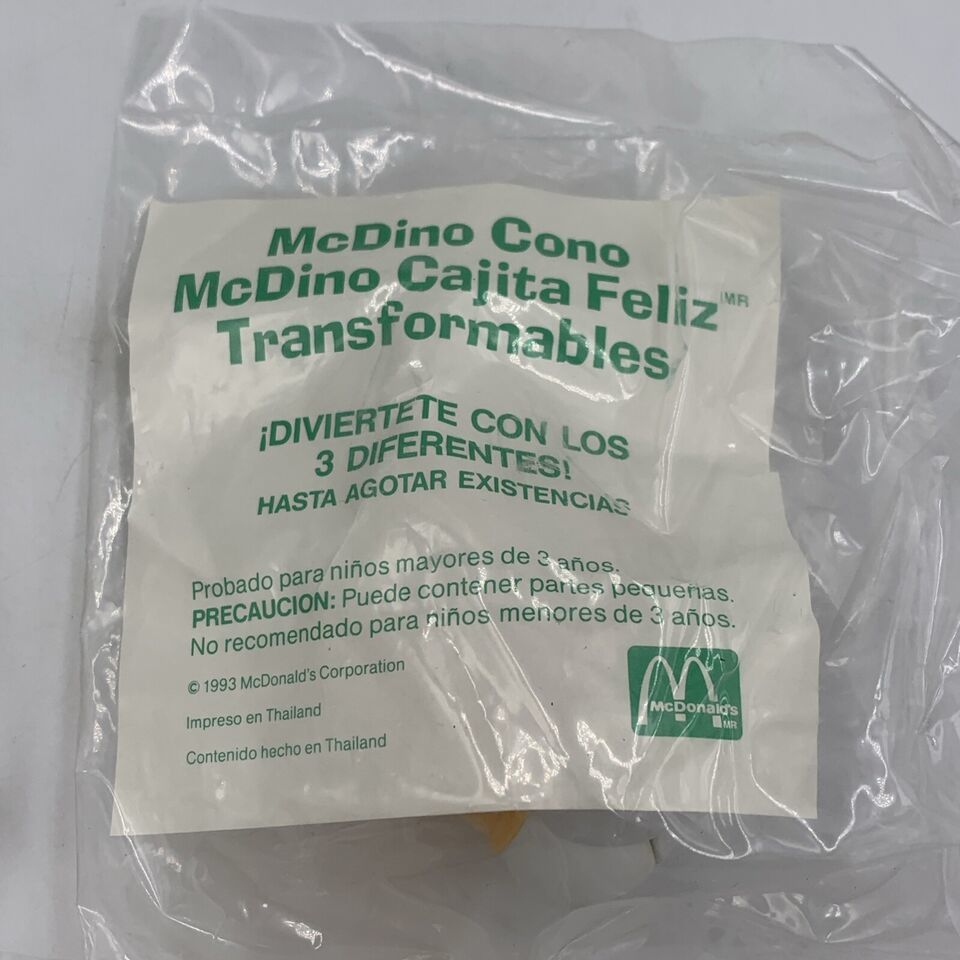 McDino Cono
McDino Cajita Feliz MR
Transformables
¡DIVIERTETE CON LOS
3 DIFERENTES!
HASTA AGOTAR EXISTENCIAS
Probado para niños mayores de 3 años.
PRECAUCION: Puede contener partes pequeñas.
No recomendado para niños menores de 3 años.
© 1993 McDonald's Corporation
Impreso en Thailand
Contenido hecho en Thailand
McDonald's
MR